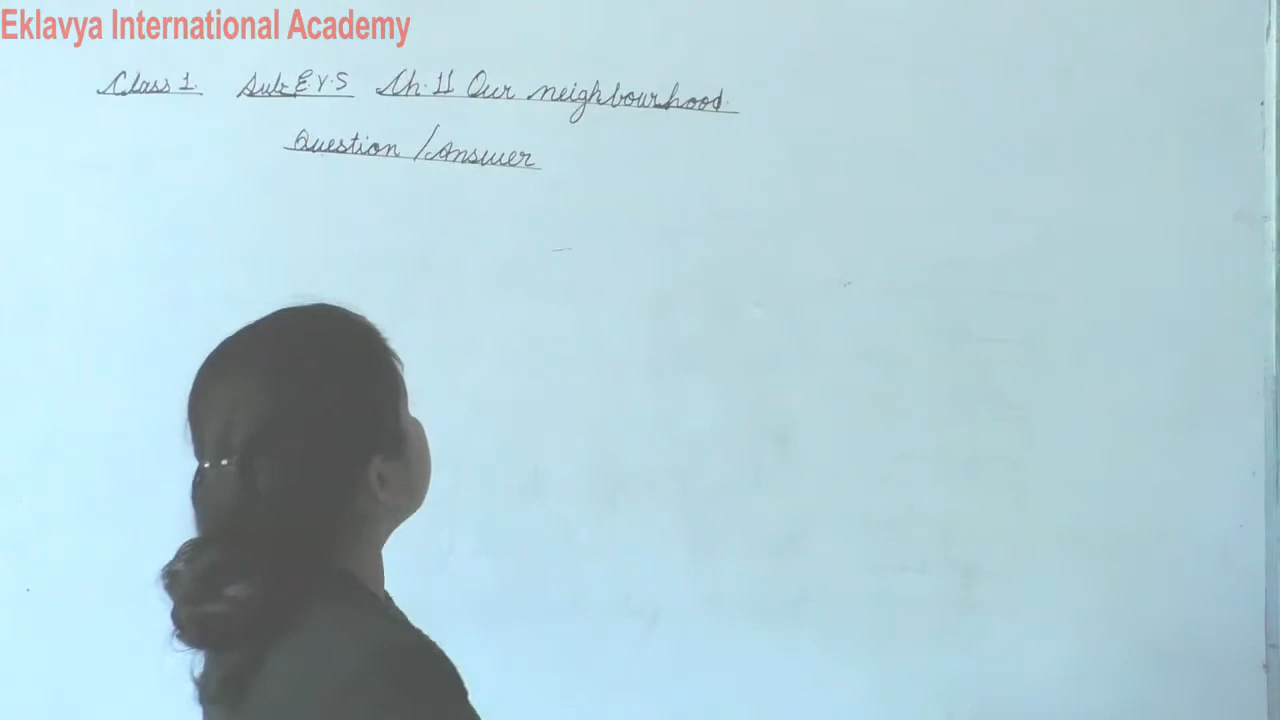 Eklavya International Academy
Class 1. Sub:E.V.S Ch.11 Our neighbourhood.
Question / Answer